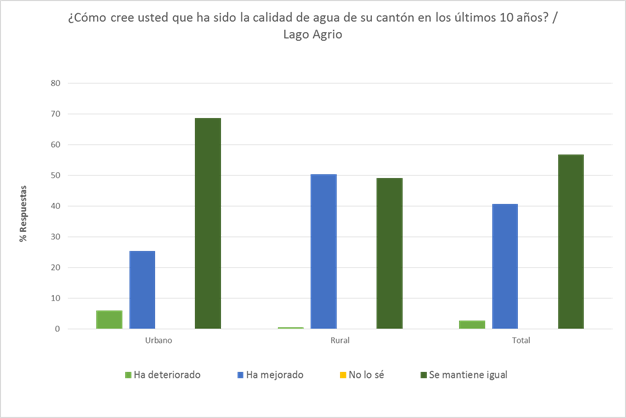 ¿Cómo cree usted que ha sido la calidad de agua de su cantón en los últimos 10 años? /
Lago Agrio
80
70
60
50
40
30
20
10
0
% Respuestas
Urbano Rural Total
Ha deteriorado Ha mejorado No lo sé Se mantiene igual